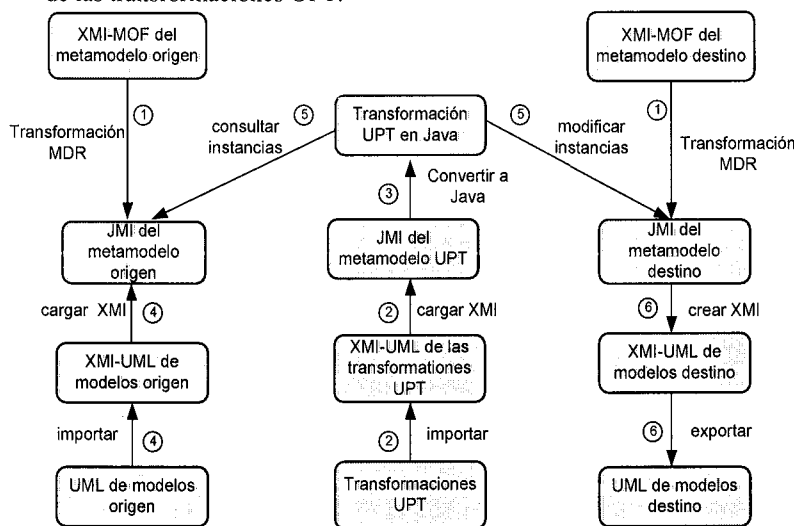 de las transformaciones UPT.
XMI-MOF del
metamodelo origen
XMI-MOF del
metamodelo destino
1
Transformación
MDR
consultar
instancias
5
Transformación
UPT en Java
5
modificar
instancias
1
Transformación
MDR
3
Convertir a
Java
JMI del
metamodelo
origen
JMI del
metamodelo UPT
JMI del
metamodelo
destino
cargar XMI
4
2
cargar XMI
6
crear XMI
XMI-UML de
modelos origen
XMI-UML de las
transformationes
UPT
XMI-UML de
modelos destino
importar
4
2
importar
6
exportar
UML de modelos
origen
Transformaciones
UPT
UML de modelos
destino